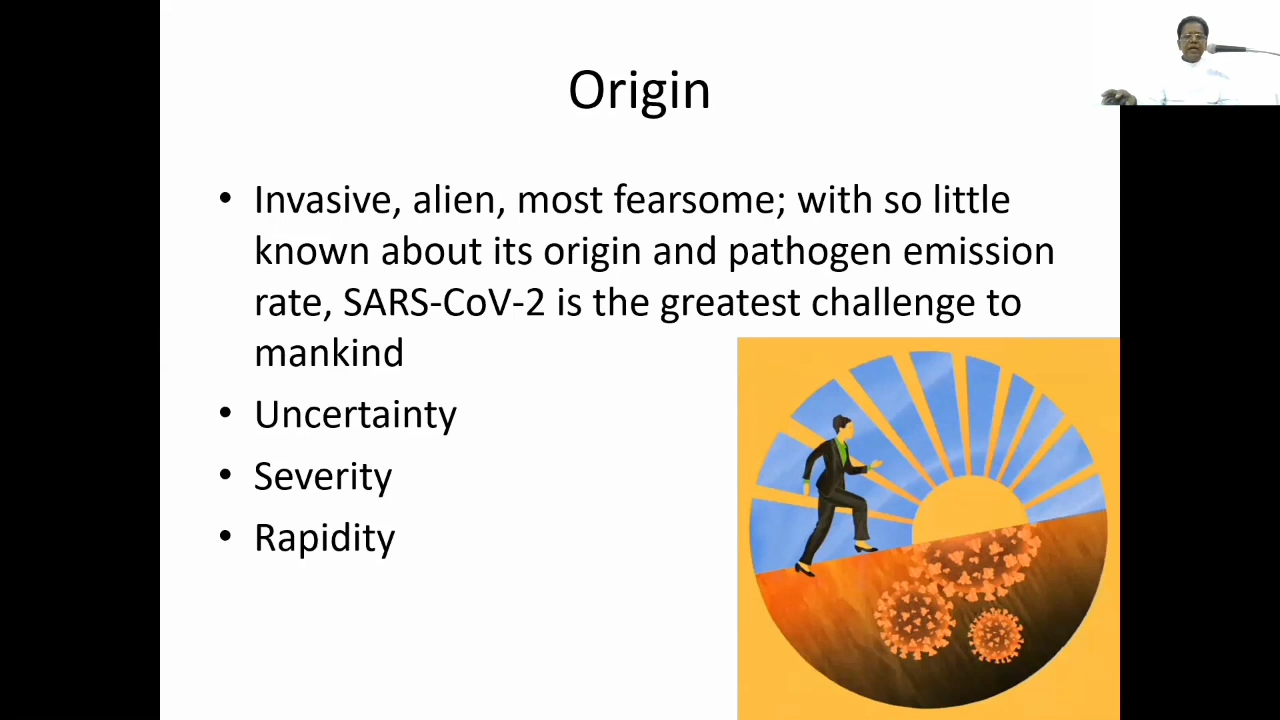 Origin
• Invasive, alien, most fearsome; with so little
known about its origin and pathogen emission
rate, SARS-CoV-2 is the greatest challenge to
mankind
• Uncertainty
• Severity
• Rapidity